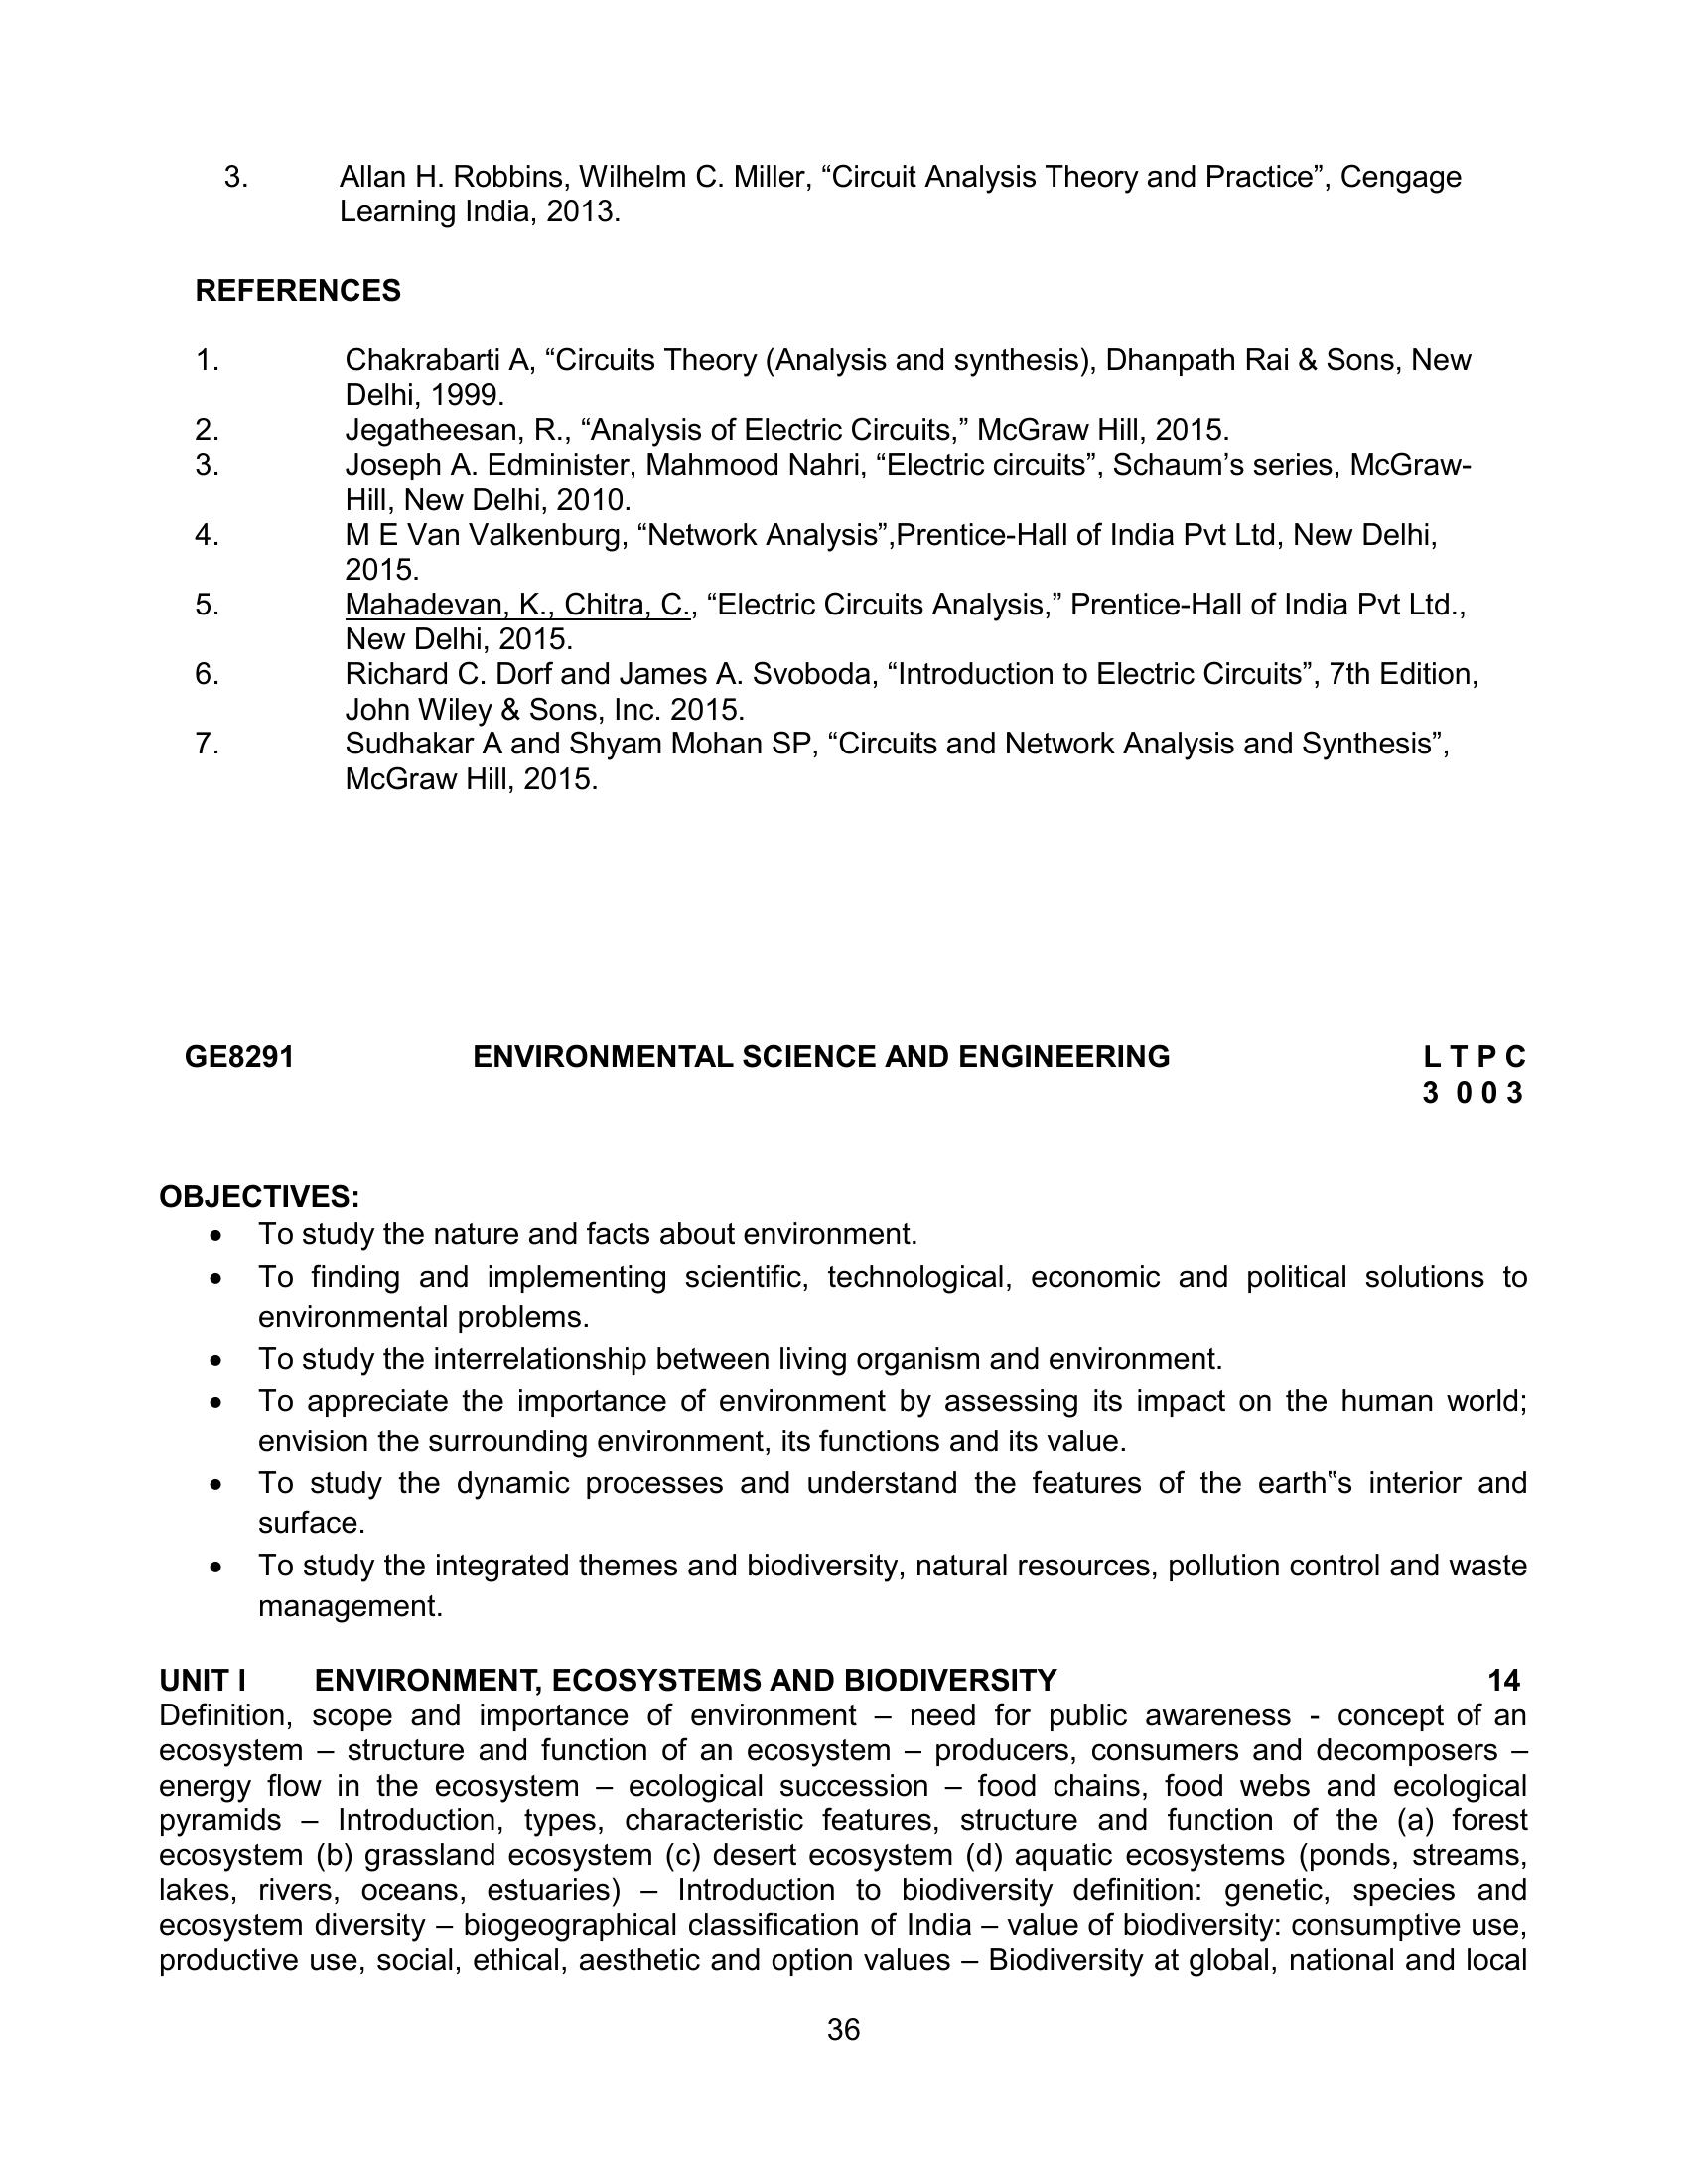 3. Allan H. Robbins, Wilhelm C. Miller, “Circuit Analysis Theory and Practice”, Cengage
Learning India, 2013.
REFERENCES
1. Chakrabarti A, “Circuits Theory (Analysis and synthesis), Dhanpath Rai & Sons, New
Delhi, 1999.
2. Jegatheesan, R., “Analysis of Electric Circuits,” McGraw Hill, 2015.
3. Joseph A. Edminister, Mahmood Nahri, “Electric circuits”, Schaum’s series, McGraw-
Hill, New Delhi, 2010.
4. M E Van Valkenburg, “Network Analysis”,Prentice-Hall of India Pvt Ltd, New Delhi,
2015.
5. Mahadevan, K., Chitra, C., “Electric Circuits Analysis,” Prentice-Hall of India Pvt Ltd.,
New Delhi, 2015.
6. Richard C. Dorf and James A. Svoboda, “Introduction to Electric Circuits”, 7th Edition,
John Wiley & Sons, Inc. 2015.
7. Sudhakar A and Shyam Mohan SP, “Circuits and Network Analysis and Synthesis”,
McGraw Hill, 2015.
GE8291 ENVIRONMENTAL SCIENCE AND ENGINEERING L T P C
3 0 0 3
OBJECTIVES:
• To study the nature and facts about environment.
• To finding and implementing scientific, technological, economic and political solutions to
environmental problems.
• To study the interrelationship between living organism and environment.
• To appreciate the importance of environment by assessing its impact on the human world;
envision the surrounding environment, its functions and its value.
• To study the dynamic processes and understand the features of the earth‟s interior and
surface.
• To study the integrated themes and biodiversity, natural resources, pollution control and waste
management.
UNIT I ENVIRONMENT, ECOSYSTEMS AND BIODIVERSITY 14
Definition, scope and importance of environment – need for public awareness - concept of an
ecosystem – structure and function of an ecosystem – producers, consumers and decomposers –
energy flow in the ecosystem – ecological succession – food chains, food webs and ecological
pyramids – Introduction, types, characteristic features, structure and function of the (a) forest
ecosystem (b) grassland ecosystem (c) desert ecosystem (d) aquatic ecosystems (ponds, streams,
lakes, rivers, oceans, estuaries) – Introduction to biodiversity definition: genetic, species and
ecosystem diversity – biogeographical classification of India – value of biodiversity: consumptive use,
productive use, social, ethical, aesthetic and option values – Biodiversity at global, national and local
36